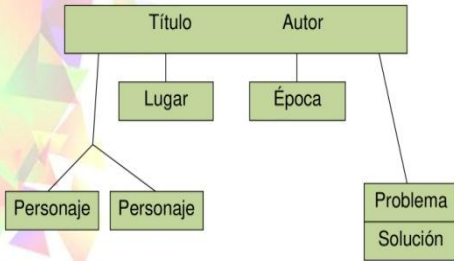 Título Autor
Lugar Época
Personaje Personaje
Problema
Solución